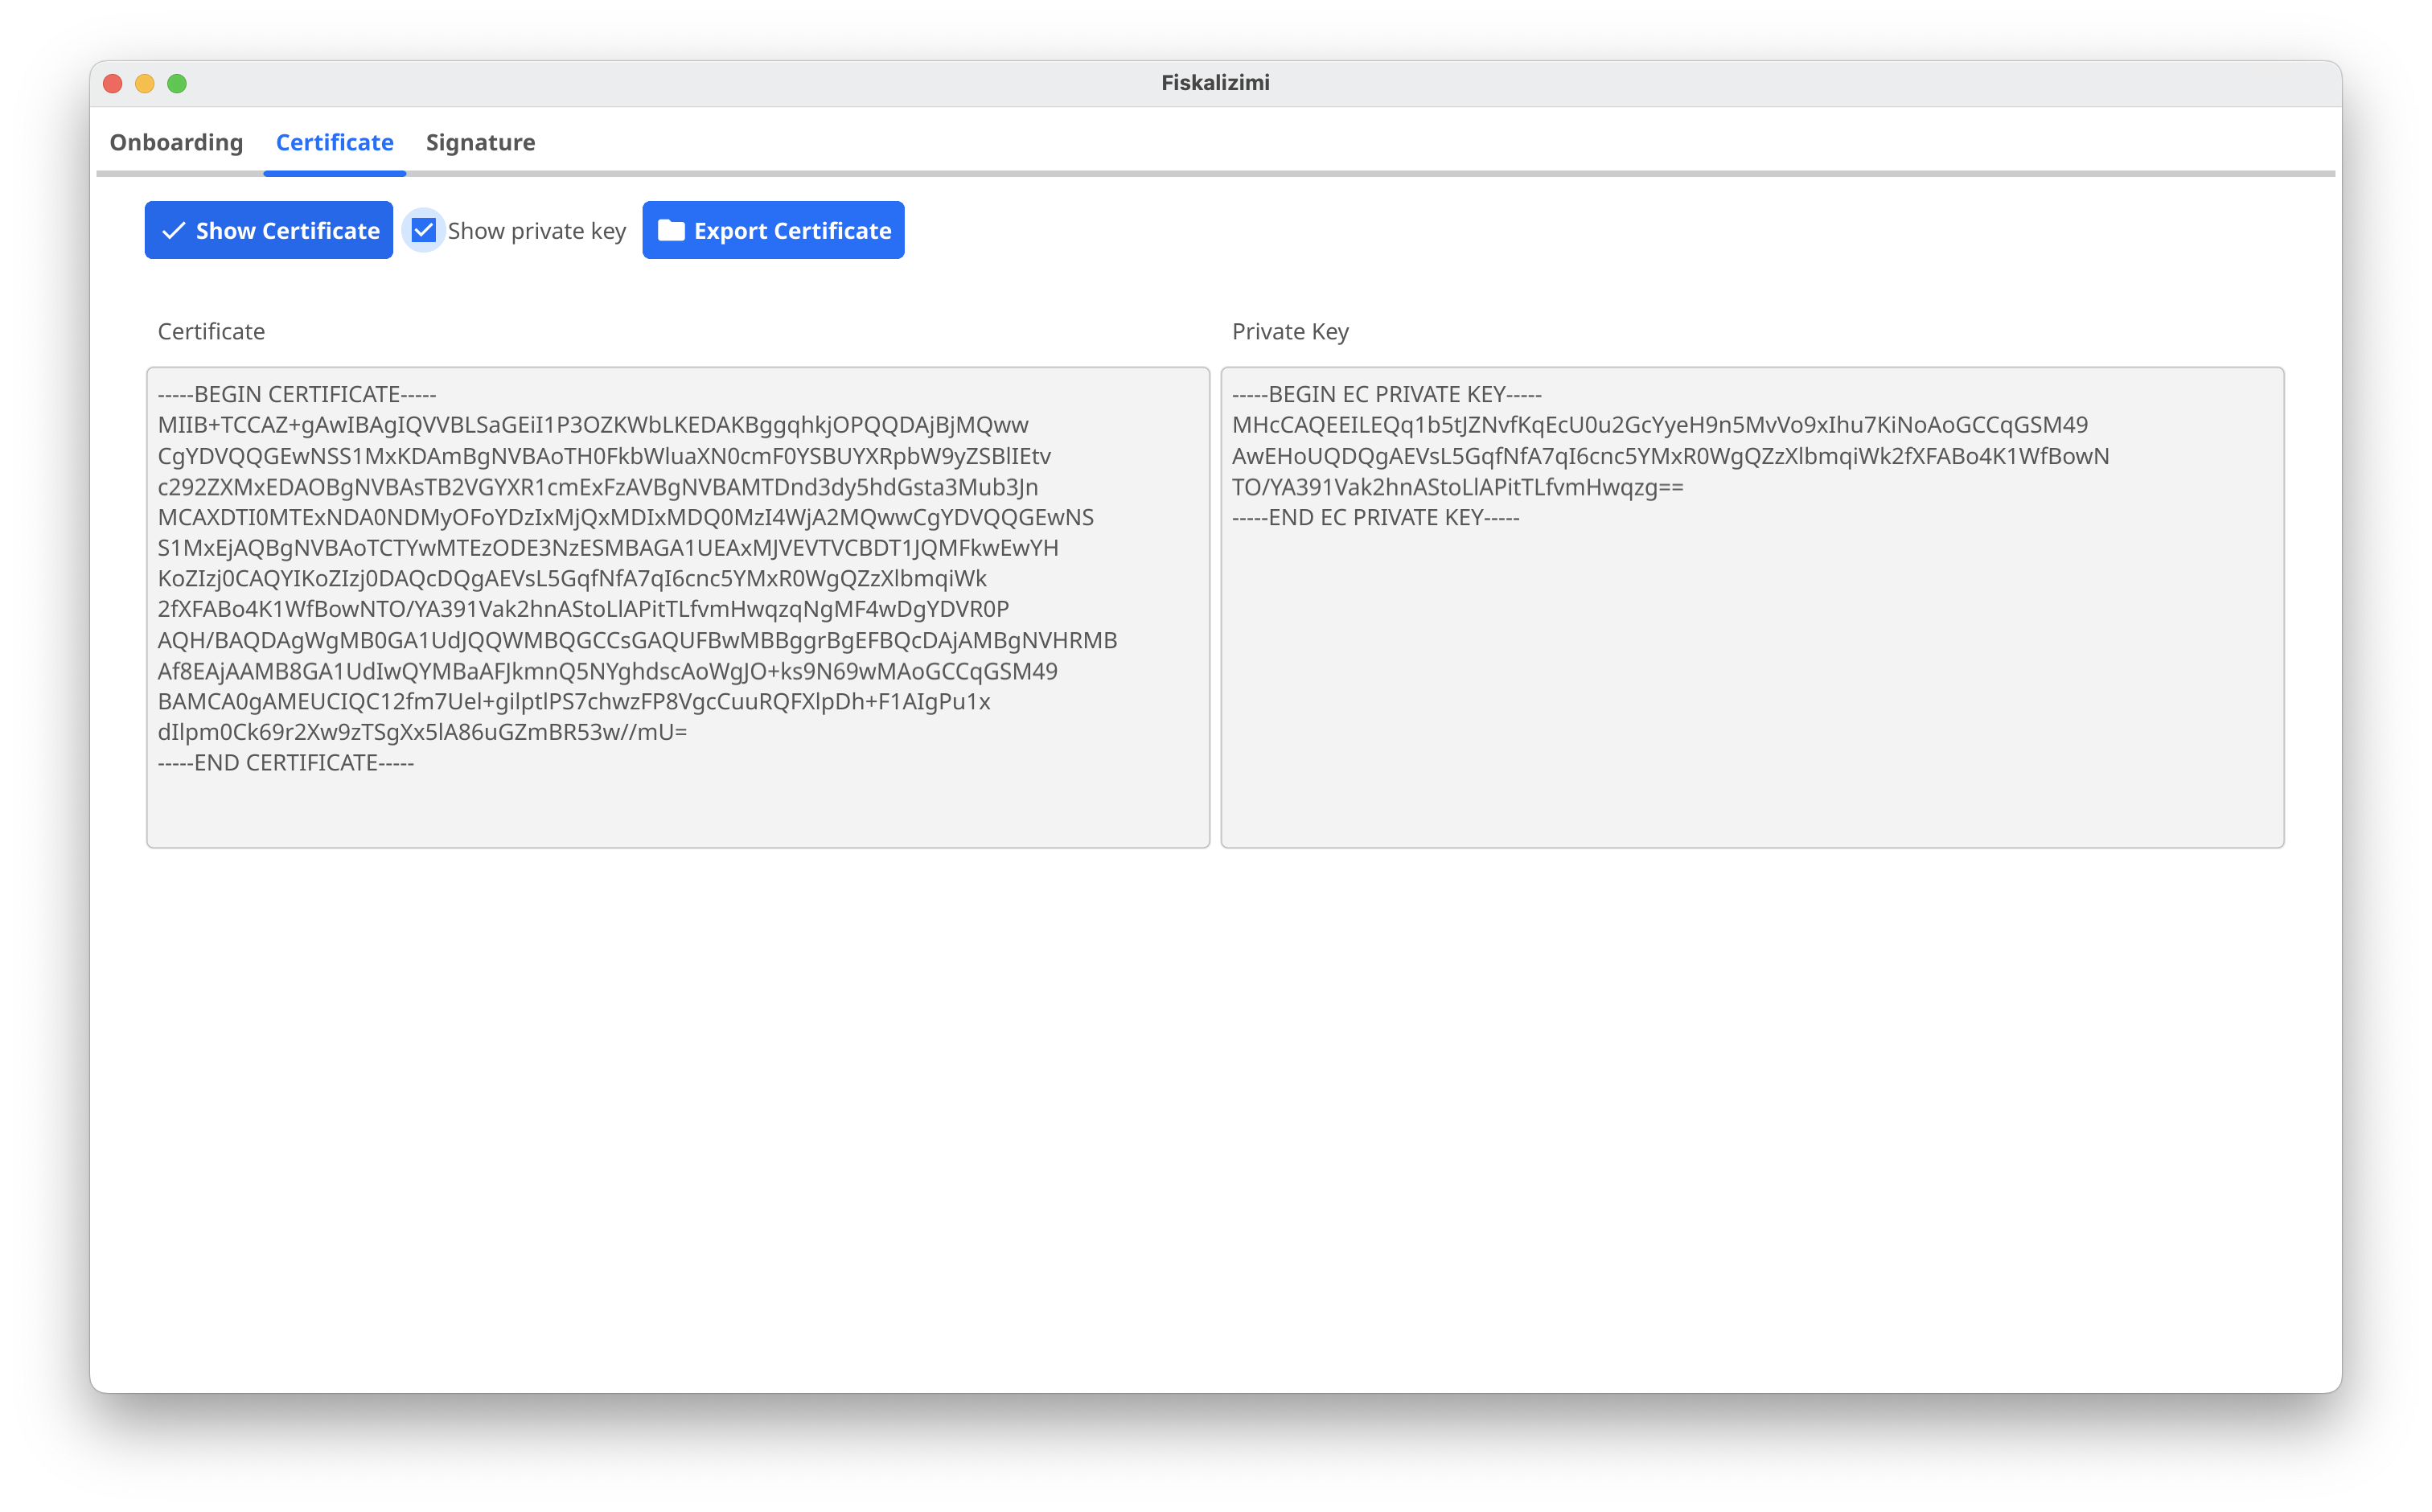 Fiskalizimi
Onboarding
Certificate
Signature
Show Certificate
Show private key
Export Certificate
Certificate
-----BEGIN CERTIFICATE-----
MIIB+TCCAZ+gAwIBAgIQVVBLSaGEiI1P3OZKWbLKEDAKBggqhkjOPQQDAjBjMQww
CgYDVQQGEwNSS1MxKDAmBgNVBAoTH0FkbWluaXN0cmF0YSBUYXRpbW9yZSBlIEtv
c292ZXMxEDAOBgNVBAsTB2VGYXR1cmExFzAVBgNVBAMTDnd3dy5hdGsta3Mub3Jn
MCAXDTI0MTExNDA0NDMyOFoYDzIxMjQxMDIxMDQ0MzI4WjA2MQwwCgYDVQQGEwNS
S1MxEjAQBgNVBAoTCTYwMTEzODE3NzESMBAGA1UEAxMJVEVTVCBDT1JQMFkwEwYH
KoZIzj0CAQYIKoZIzj0DAQcDQgAEVsL5GqfNfA7qI6cnc5YMxR0WgQZzXlbmqiWk
2fXFABo4K1WfBowNTO/YA391Vak2hnAStoLlAPitTLfvmHwqzqNgMF4wDgYDVR0P
AQH/BAQDAgWgMB0GA1UdJQQWMBQGCCsGAQUFBwMBBggrBgEFBQcDAjAMBgNVHRMB
Af8EAjAAMB8GA1UdIwQYMBaAFJkmnQ5NYghdscAoWgJO+ks9N69wMAoGCCqGSM49
BAMCA0gAMEUCIQC12fm7Uel+gilptlPS7chwzFP8VgcCuuRQFXlpDh+F1AIgPu1x
dIlpm0Ck69r2Xw9zTSgXx5lA86uGZmBR53w//mU=
-----END CERTIFICATE-----
Private Key
-----BEGIN EC PRIVATE KEY-----
MHcCAQEEILEQq1b5tJZNvfKqEcU0u2GcYyeH9n5MvVo9xIhu7KiNoAoGCCqGSM49
AwEHoUQDQgAEVsL5GqfNfA7qI6cnc5YMxR0WgQZzXlbmqiWk2fXFABo4K1WfBowN
TO/YA391Vak2hnAStoLlAPitTLfvmHwqzg==
-----END EC PRIVATE KEY-----